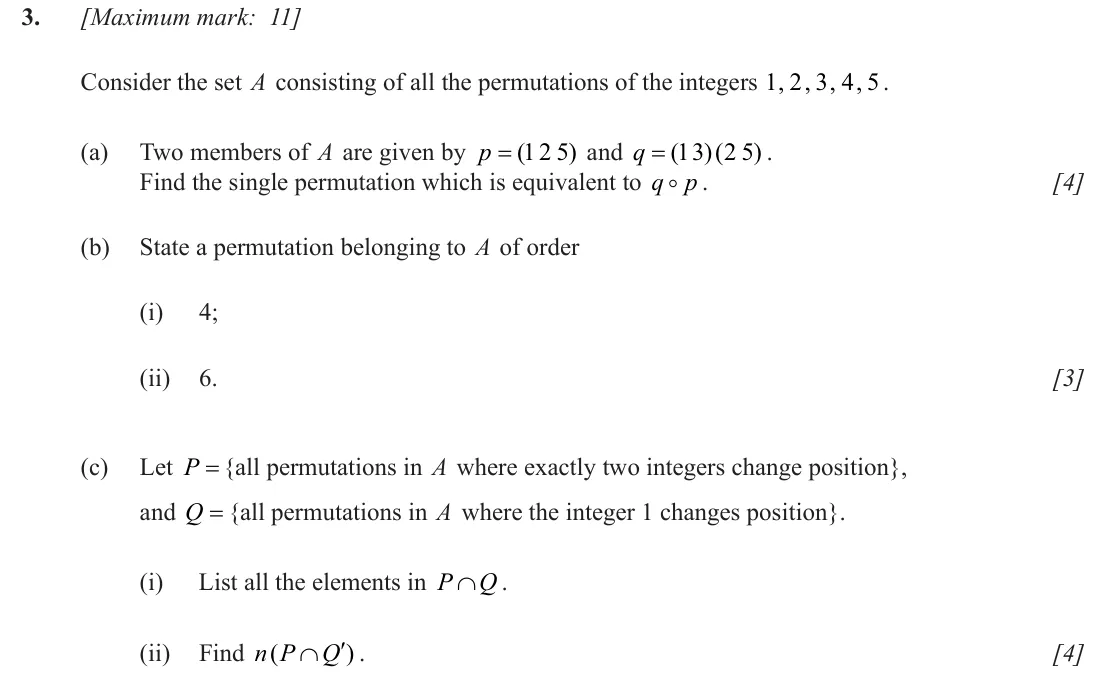 3. [Maximum mark: 11]
Consider the set A consisting of all the permutations of the integers 1, 2, 3, 4, 5.
(a) Two members of A are given by p = (1 2 5) and q = (1 3)(2 5).
Find the single permutation which is equivalent to q ∘ p. [4]
(b) State a permutation belonging to A of order
(i) 4;
(ii) 6. [3]
(c) Let P = {all permutations in A where exactly two integers change position},
and Q = {all permutations in A where the integer 1 changes position}.
(i) List all the elements in P ∩ Q.
(ii) Find n(P ∩ Q′). [4]